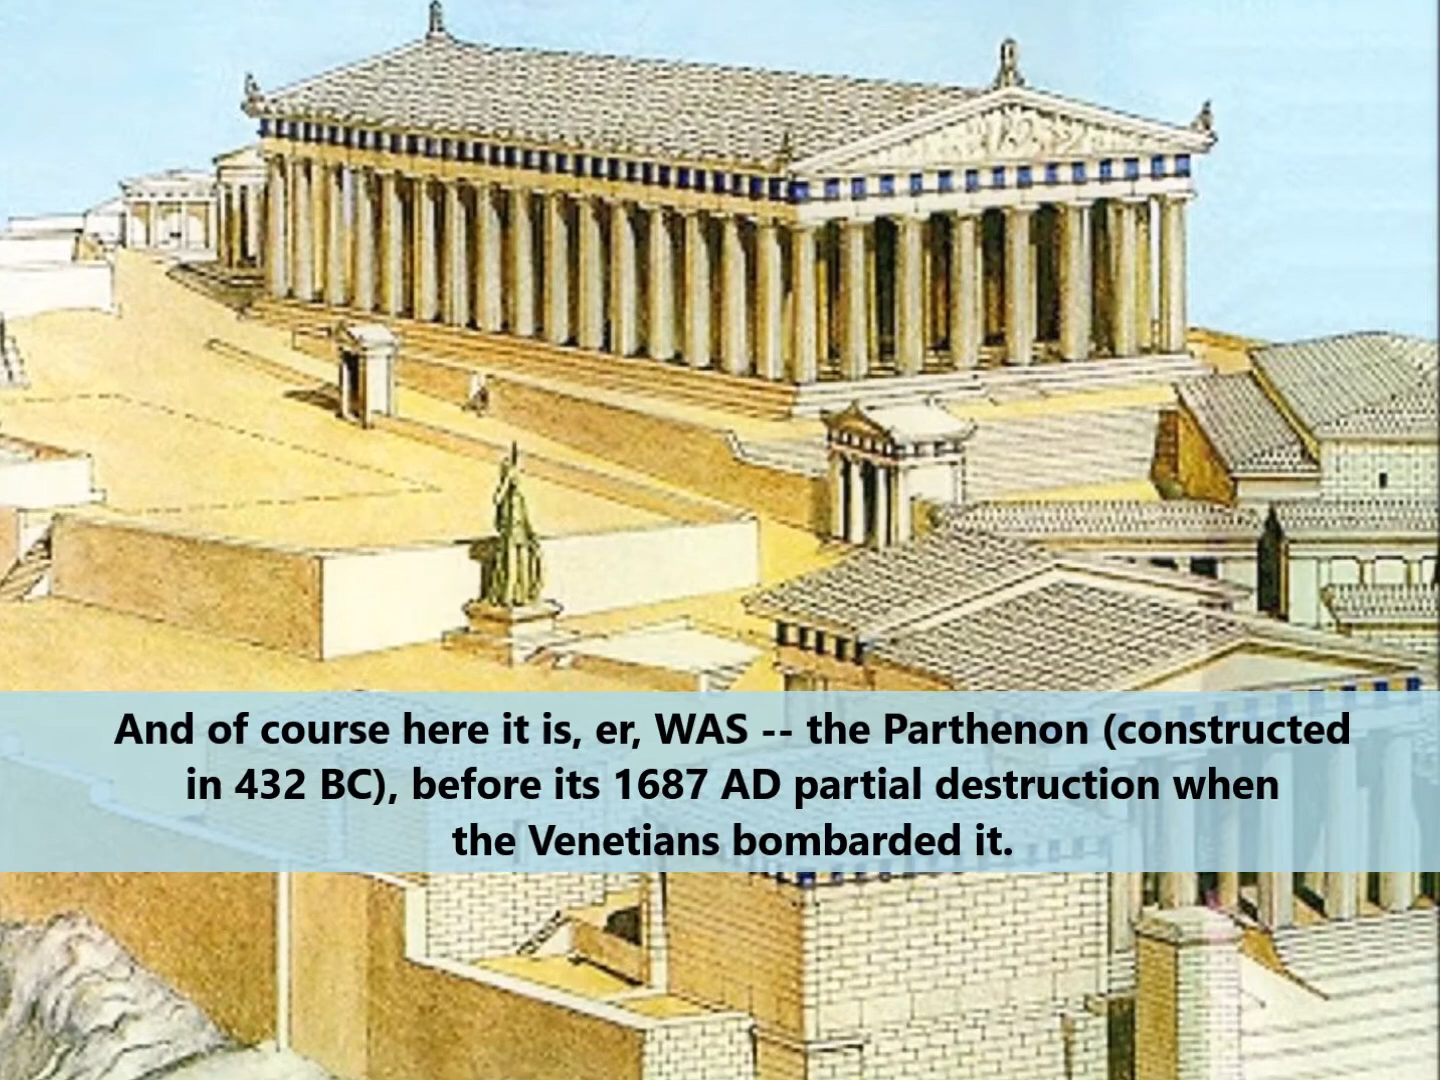 And of course here it is, er, WAS -- the Parthenon (constructed
in 432 BC), before its 1687 AD partial destruction when
the Venetians bombarded it.